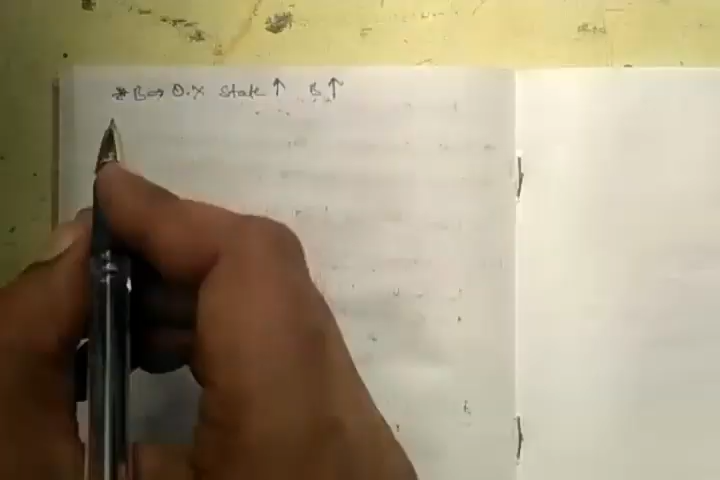 * B ⇒ O.X State ↑ B ↑